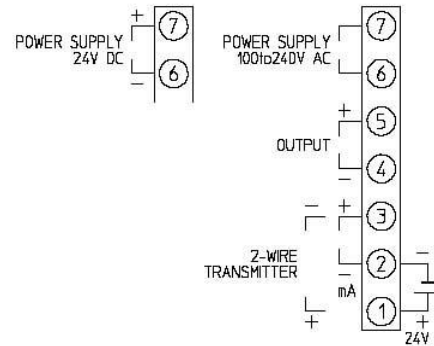 +
7
POWER SUPPLY
24V DC
6
−
7
POWER SUPPLY
100to240V AC
6
+
5
OUTPUT
4
−
− +
3
2-WIRE
TRANSMITTER
2
−
−
mA
1
+
+
24V